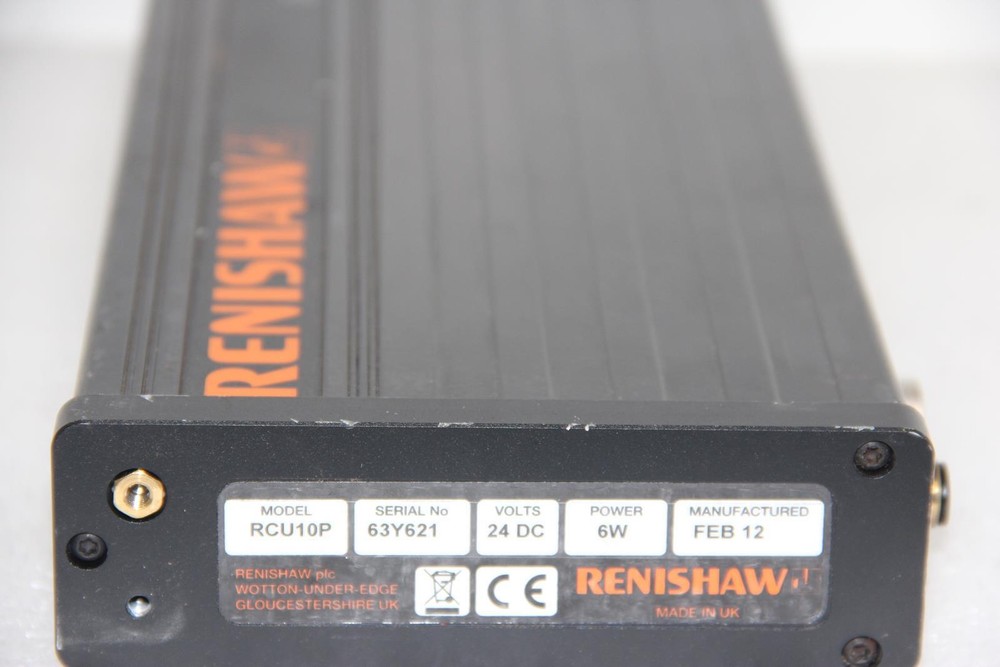 RENISHAW
MODEL
RCU10P
SERIAL No
63Y621
VOLTS
24 DC
POWER
6W
MANUFACTURED
FEB 12
RENISHAW plc
WOTTON-UNDER-EDGE
GLOUCESTERSHIRE UK
CE
RENISHAW
MADE IN UK